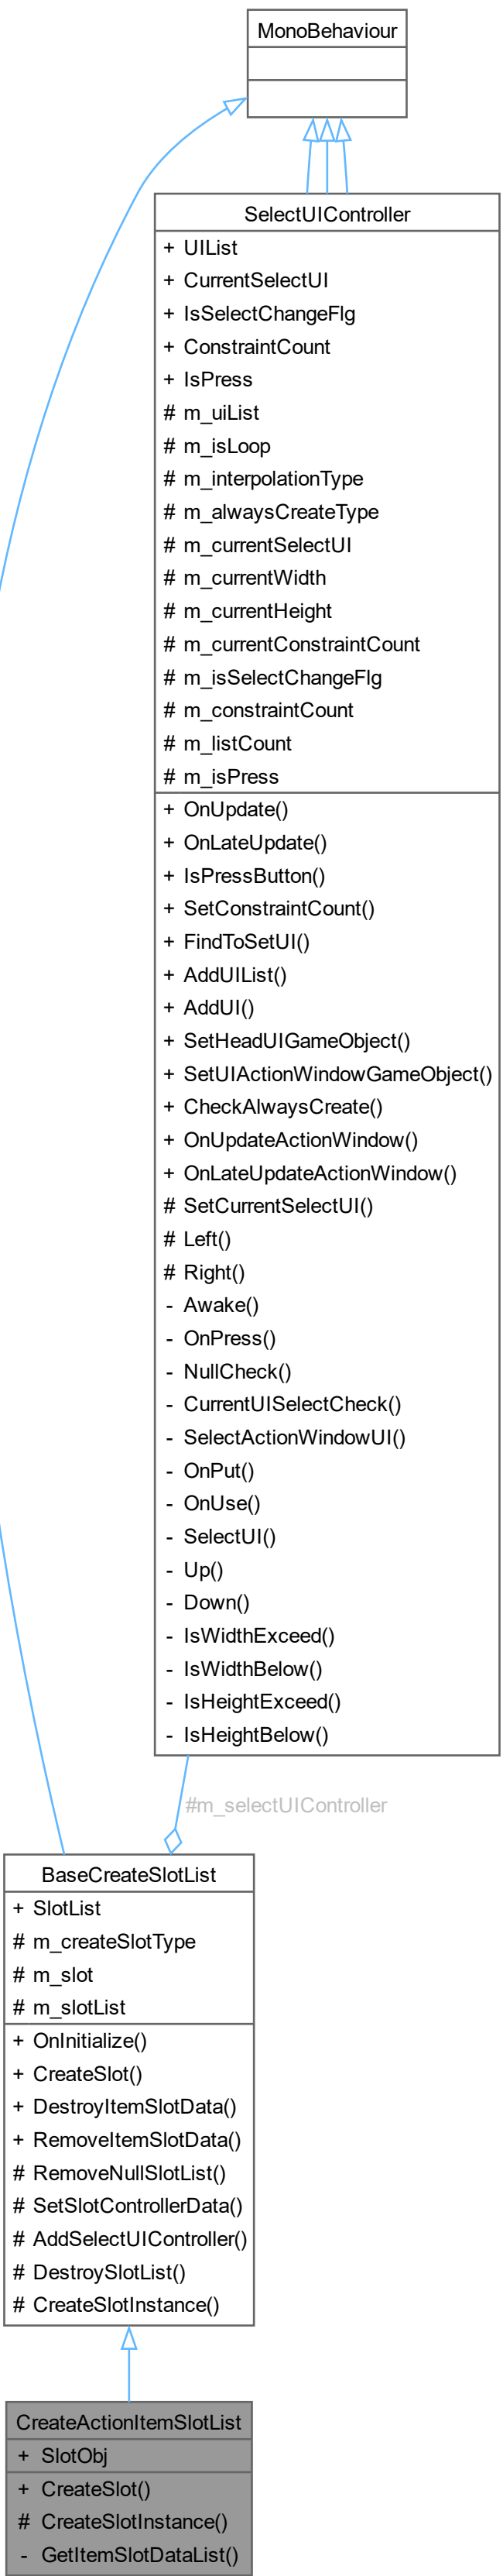 MonoBehaviour
SelectUIController
+ UIList
+ CurrentSelectUI
+ IsSelectChangeFlg
+ ConstraintCount
+ IsPress
# m_uiList
# m_isLoop
# m_interpolationType
# m_alwaysCreateType
# m_currentSelectUI
# m_currentWidth
# m_currentHeight
# m_currentConstraintCount
# m_isSelectChangeFlg
# m_constraintCount
# m_listCount
# m_isPress
+ OnUpdate()
+ OnLateUpdate()
+ IsPressButton()
+ SetConstraintCount()
+ FindToSetUI()
+ AddUIList()
+ AddUI()
+ SetHeadUIGameObject()
+ SetUIActionWindowGameObject()
+ CheckAlwaysCreate()
+ OnUpdateActionWindow()
+ OnLateUpdateActionWindow()
# SetCurrentSelectUI()
# Left()
# Right()
- Awake()
- OnPress()
- NullCheck()
- CurrentUISelectCheck()
- SelectActionWindowUI()
- OnPut()
- OnUse()
- SelectUI()
- Up()
- Down()
- IsWidthExceed()
- IsWidthBelow()
- IsHeightExceed()
- IsHeightBelow()
#m_selectUIController
BaseCreateSlotList
+ SlotList
# m_createSlotType
# m_slot
# m_slotList
+ OnInitialize()
+ CreateSlot()
+ DestroyItemSlotData()
+ RemoveItemSlotData()
# RemoveNullSlotList()
# SetSlotControllerData()
# AddSelectUIController()
# DestroySlotList()
# CreateSlotInstance()
CreateActionItemSlotList
+ SlotObj
+ CreateSlot()
# CreateSlotInstance()
- GetItemSlotDataList()